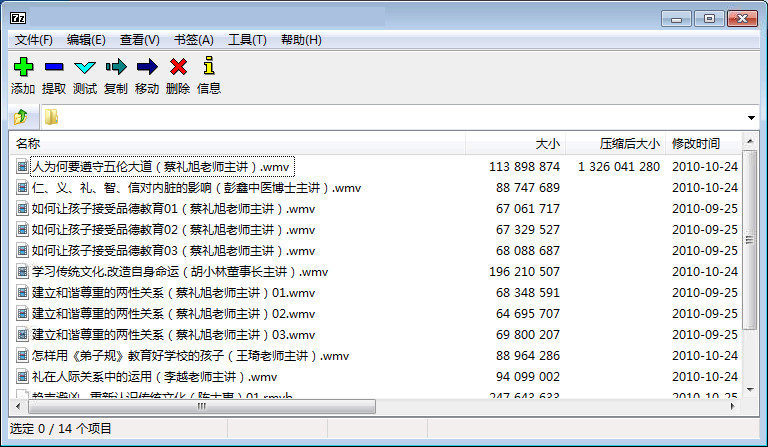 7z
文件(F) 编辑(E) 查看(V) 书签(A) 工具(T) 帮助(H)
添加 提取 测试 复制 移动 删除 信息
名称 大小 压缩后大小 修改时间
人为何要遵守五伦大道（蔡礼旭老师主讲）.wmv 113 898 874 1 326 041 280 2010-10-24
仁、义、礼、智、信对内脏的影响（彭鑫中医博士主讲）.wmv 88 747 689 2010-10-24
如何让孩子接受品德教育01（蔡礼旭老师主讲）.wmv 67 061 717 2010-09-25
如何让孩子接受品德教育02（蔡礼旭老师主讲）.wmv 67 329 527 2010-09-25
如何让孩子接受品德教育03（蔡礼旭老师主讲）.wmv 68 088 687 2010-09-25
学习传统文化.改造自身命运（胡小林董事长主讲）.wmv 196 210 507 2010-10-24
建立和谐尊重的两性关系（蔡礼旭老师主讲）01.wmv 68 348 591 2010-09-25
建立和谐尊重的两性关系（蔡礼旭老师主讲）02.wmv 64 695 707 2010-09-25
建立和谐尊重的两性关系（蔡礼旭老师主讲）03.wmv 69 800 207 2010-09-25
怎样用《弟子规》教育好学校的孩子（王琦老师主讲）.wmv 88 964 286 2010-10-24
礼在人际关系中的运用（李越老师主讲）.wmv 94 099 002 2010-10-24
247 643 633 2010-10-25
选定 0 / 14 个项目